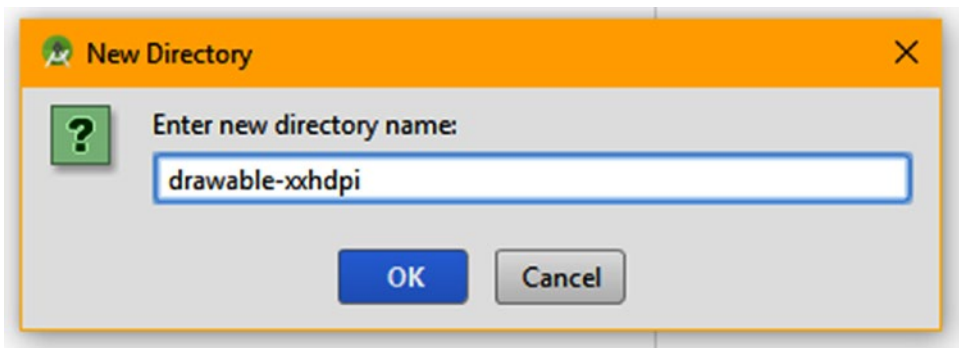 New Directory
Enter new directory name:
drawable-xxhdpi
OK Cancel